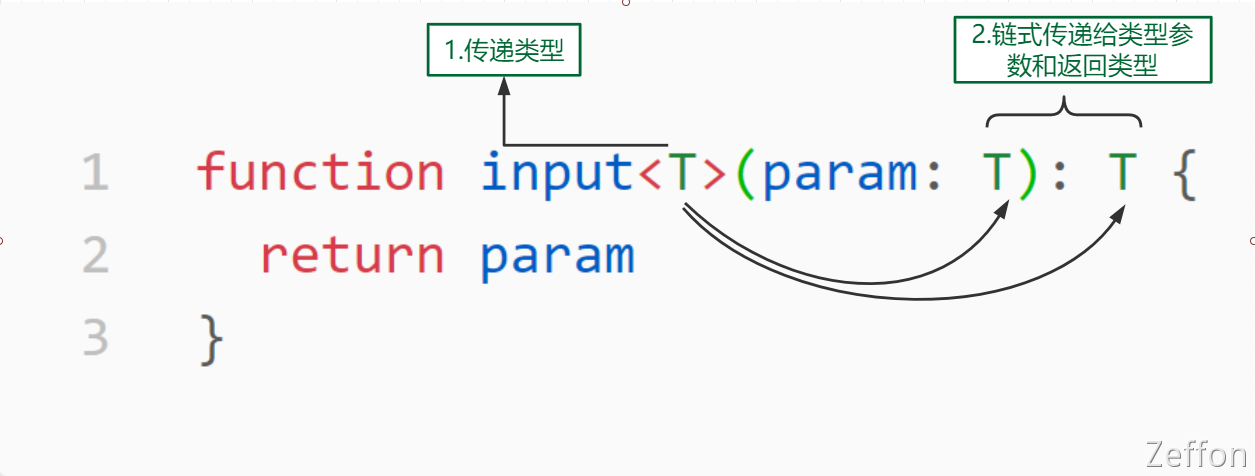 1.传递类型
2.链式传递给类型参
数和返回类型
1 function input<T>(param: T): T {
2 return param
3 }
Zeffon